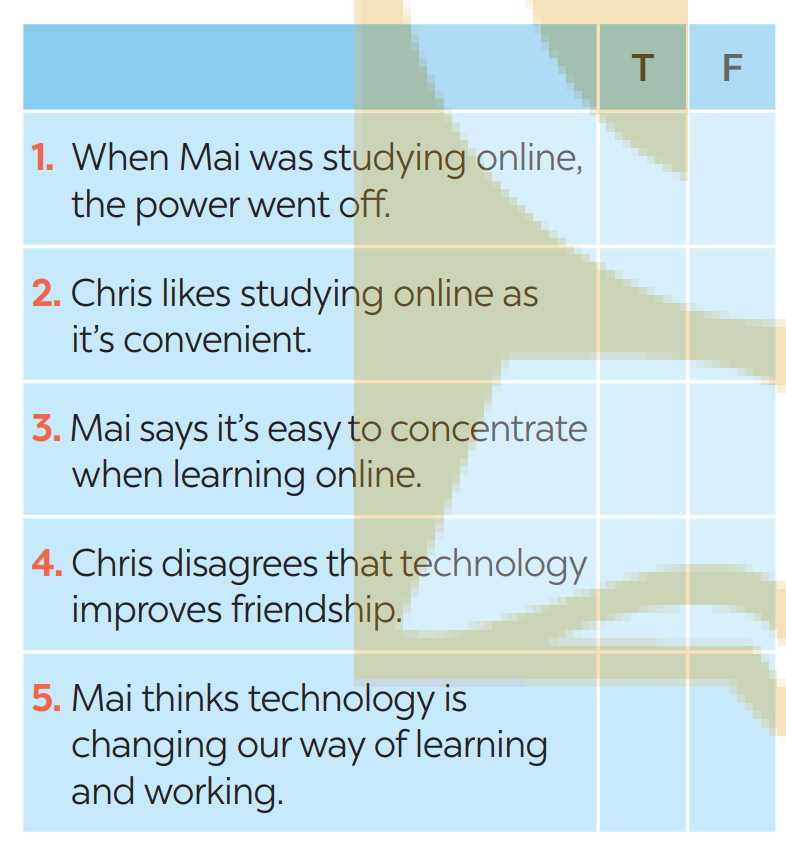 T F
1. When Mai was studying online,
the power went off.
2. Chris likes studying online as
it's convenient.
3. Mai says it's easy to concentrate
when learning online.
4. Chris disagrees that technology
improves friendship.
5. Mai thinks technology is
changing our way of learning
and working.